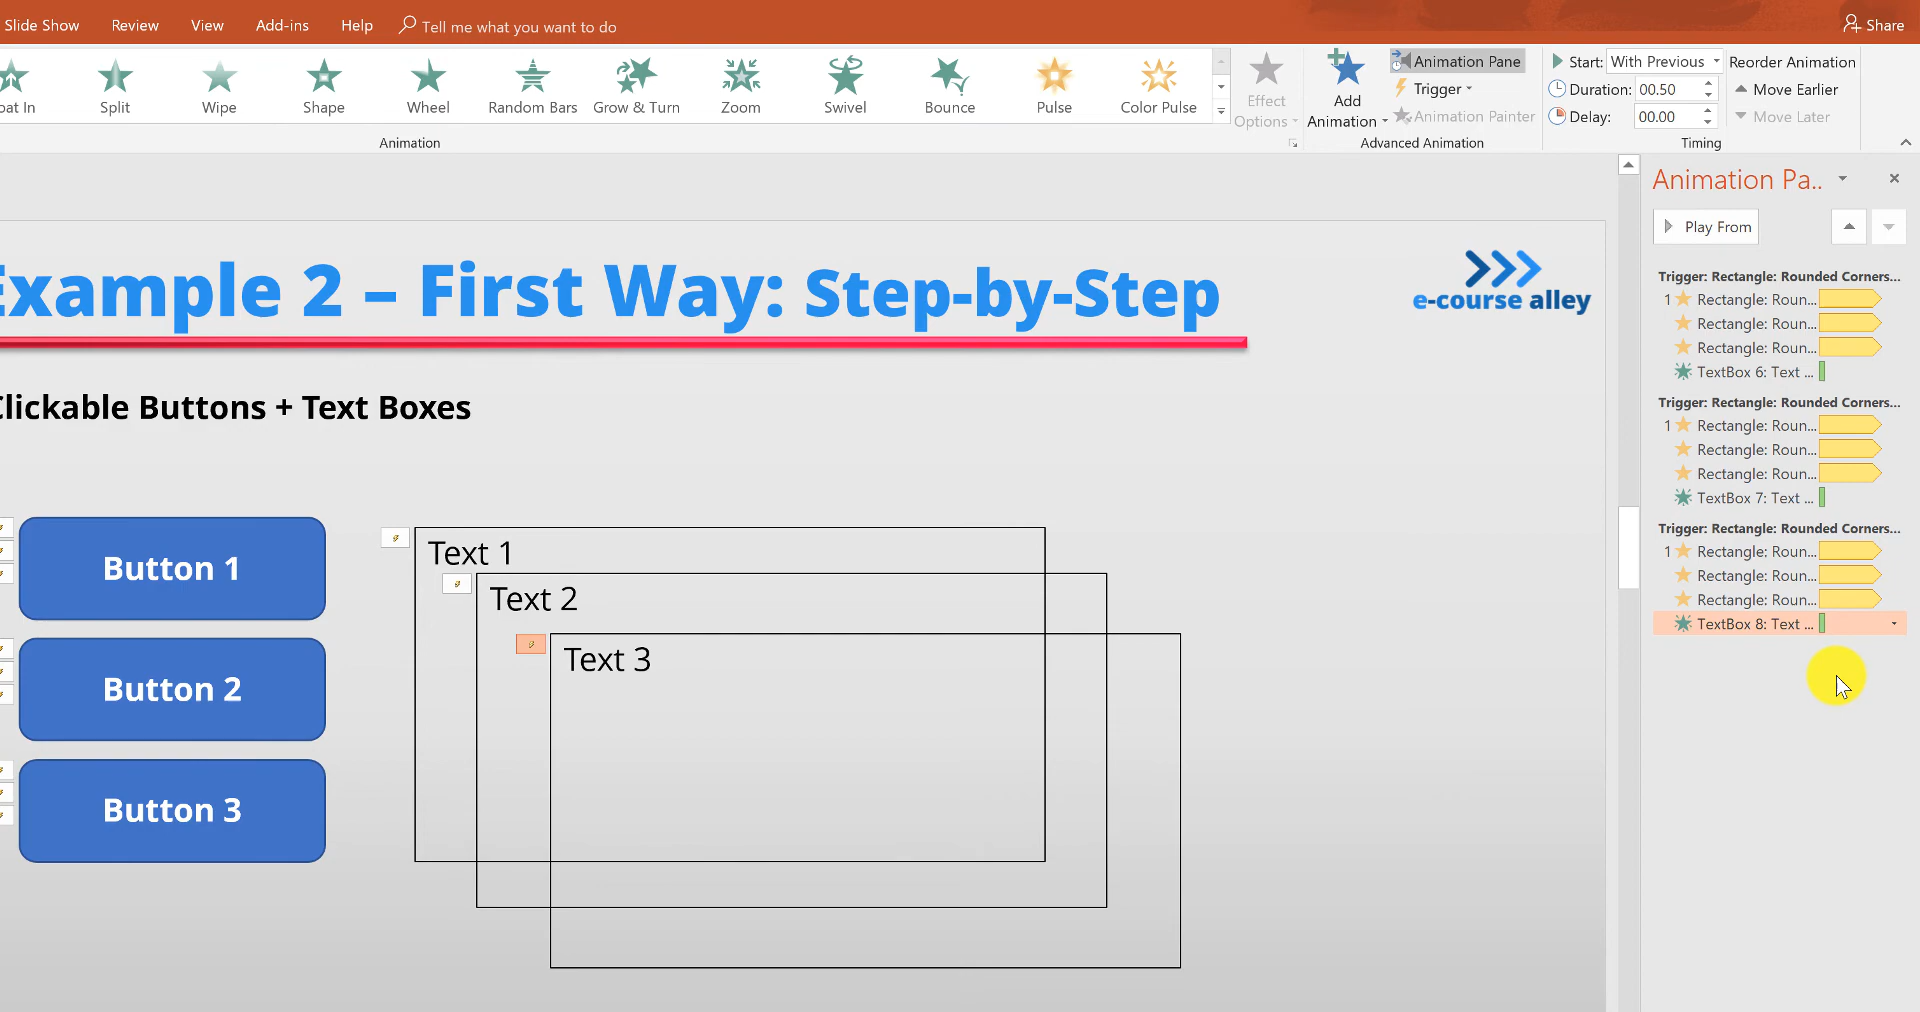 Slide Show Review View Add-ins Help Tell me what you want to do Share
oat In Split Wipe Shape Wheel Random Bars Grow & Turn Zoom Swivel Bounce Pulse Color Pulse
Effect Options
Add Animation
Animation Pane
Trigger
Animation Painter
Start: With Previous
Duration: 00.50
Delay: 00.00
Reorder Animation
Move Earlier
Move Later
Animation Advanced Animation Timing
Example 2 – First Way: Step-by-Step
e-course alley
Clickable Buttons + Text Boxes
Button 1
Button 2
Button 3
Text 1
Text 2
Text 3
Animation Pa..
Play From
Trigger: Rectangle: Rounded Corners...
1 Rectangle: Roun...
Rectangle: Roun...
Rectangle: Roun...
TextBox 6: Text ...
Trigger: Rectangle: Rounded Corners...
1 Rectangle: Roun...
Rectangle: Roun...
Rectangle: Roun...
TextBox 7: Text ...
Trigger: Rectangle: Rounded Corners...
1 Rectangle: Roun...
Rectangle: Roun...
Rectangle: Roun...
TextBox 8: Text ...